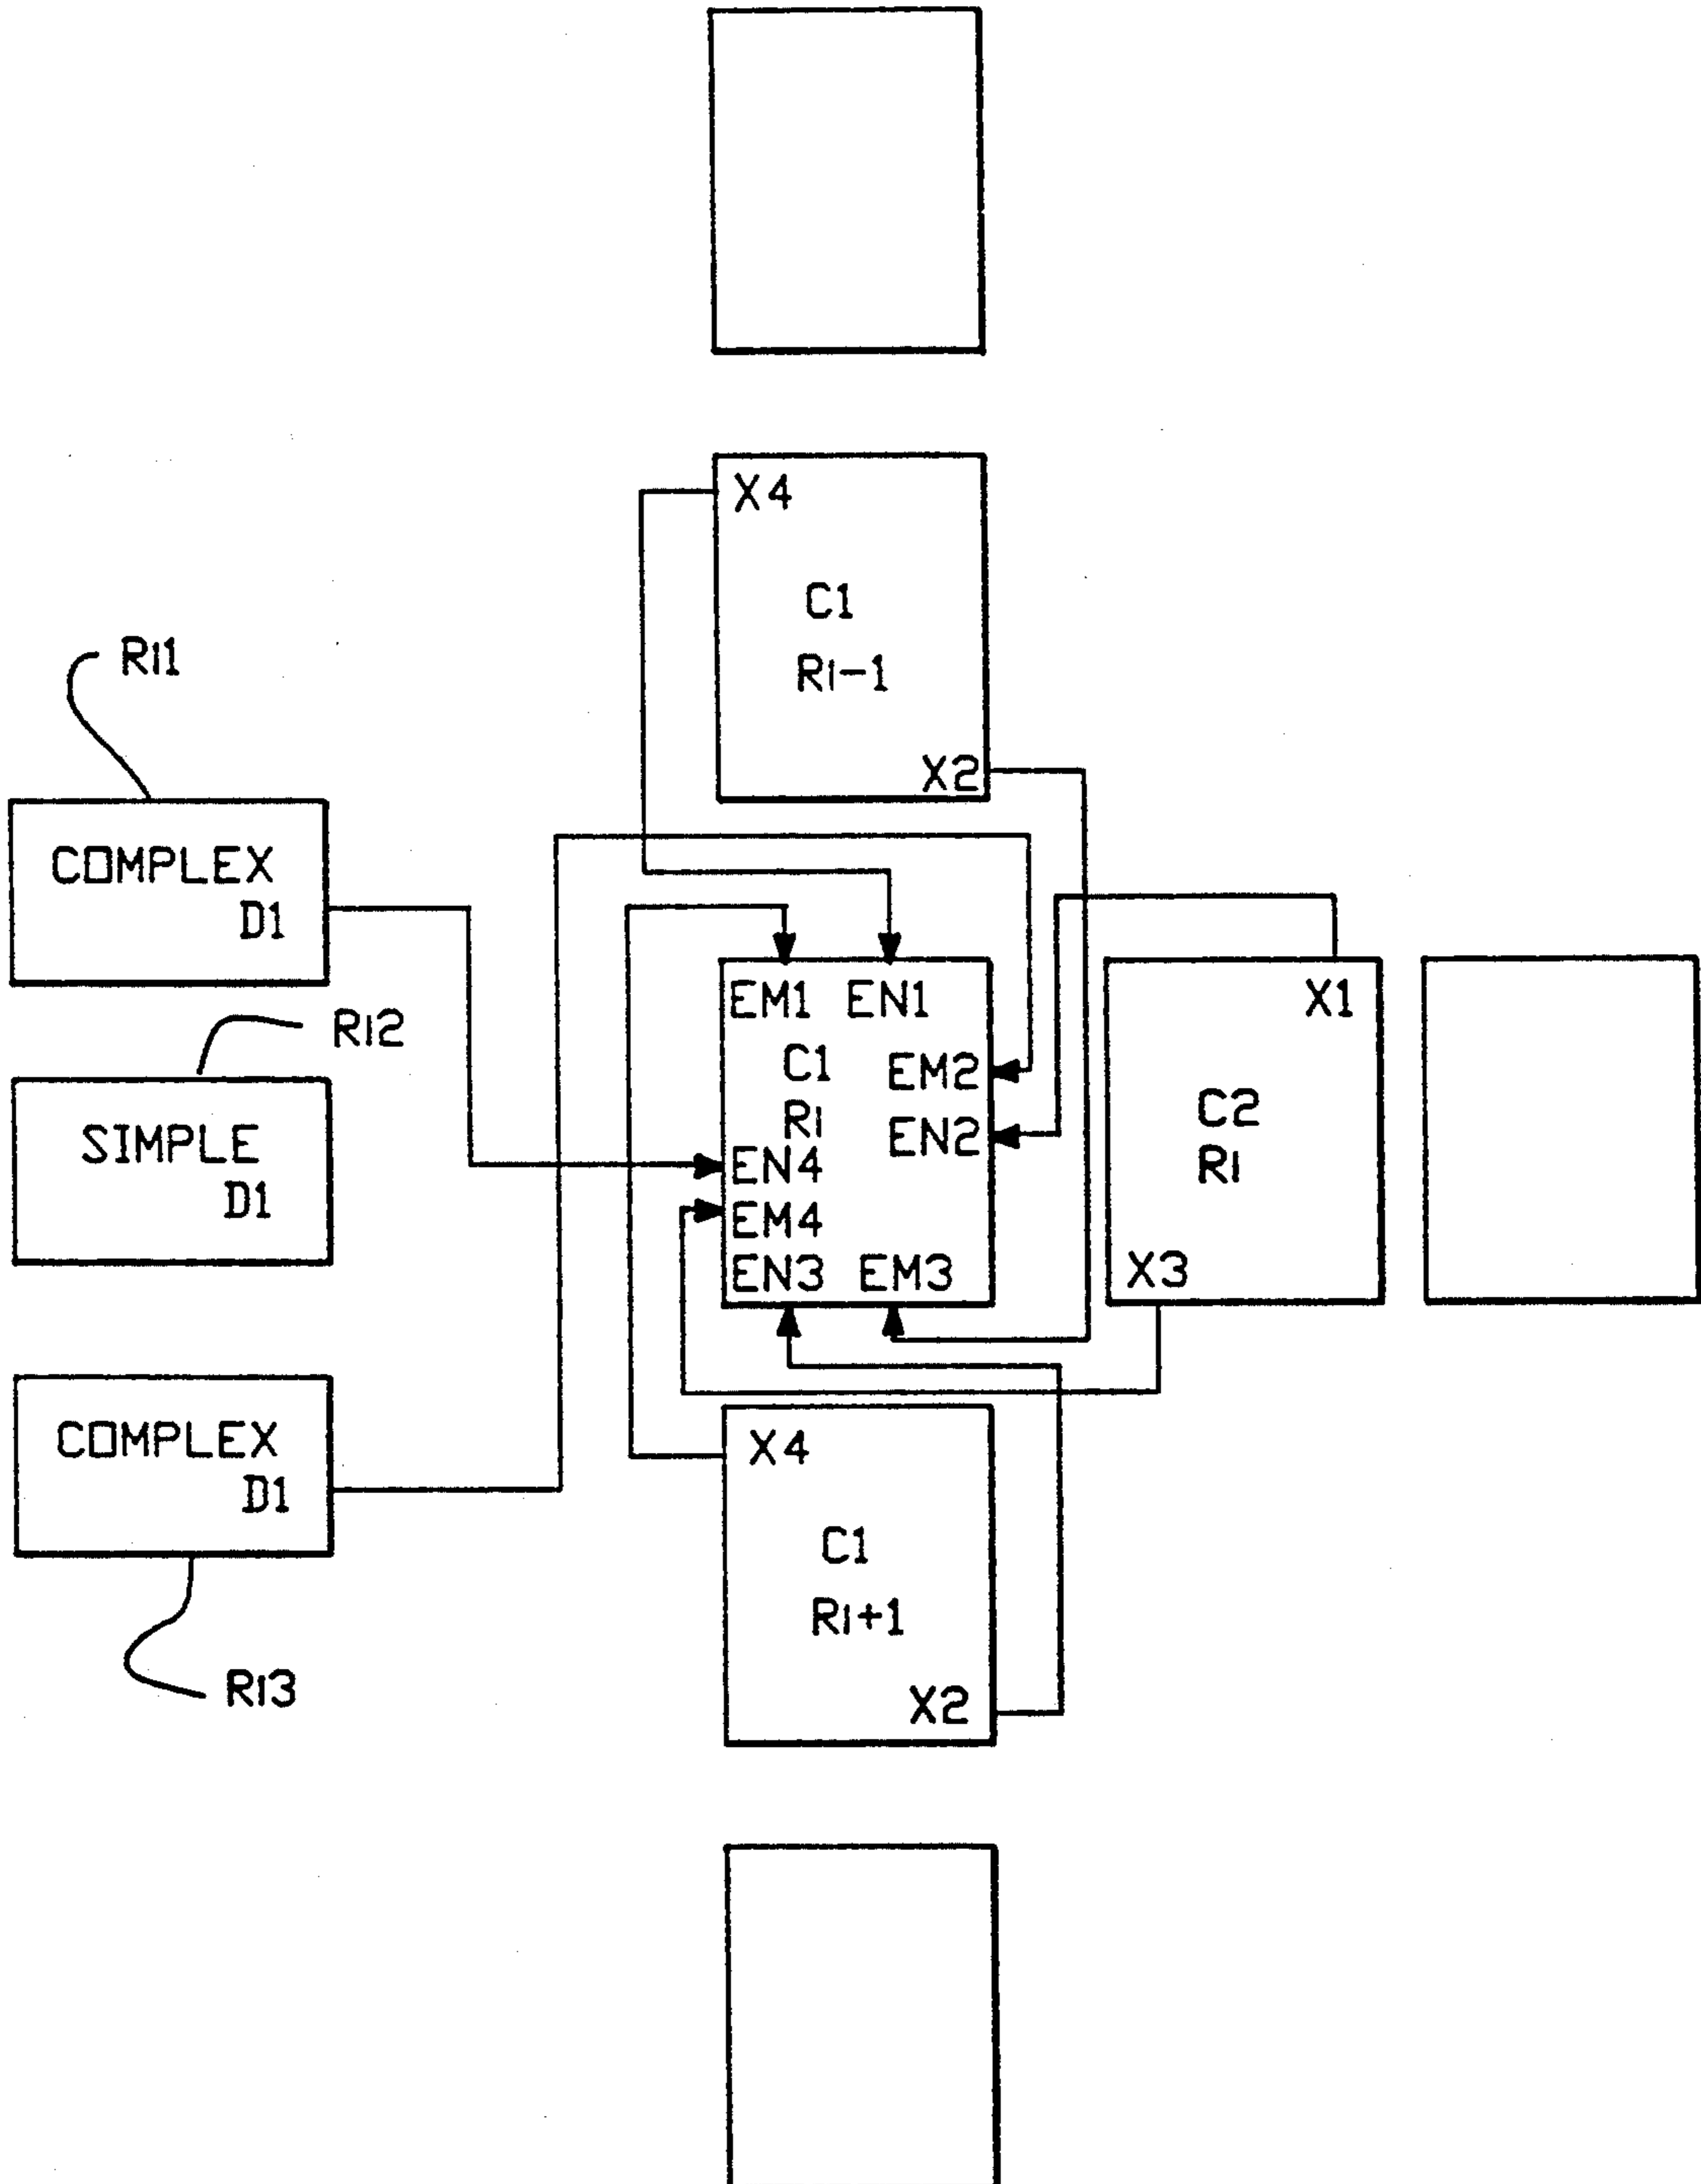 X4
C1
Ri-1
X2
Ri1
COMPLEX
D1
Ri2
SIMPLE
D1
COMPLEX
D1
Ri3
EM1 EN1
C1
EM2
Ri
EN2
EN4
EM4
EN3 EM3
X1
C2
Ri
X3
X4
C1
Ri+1
X2